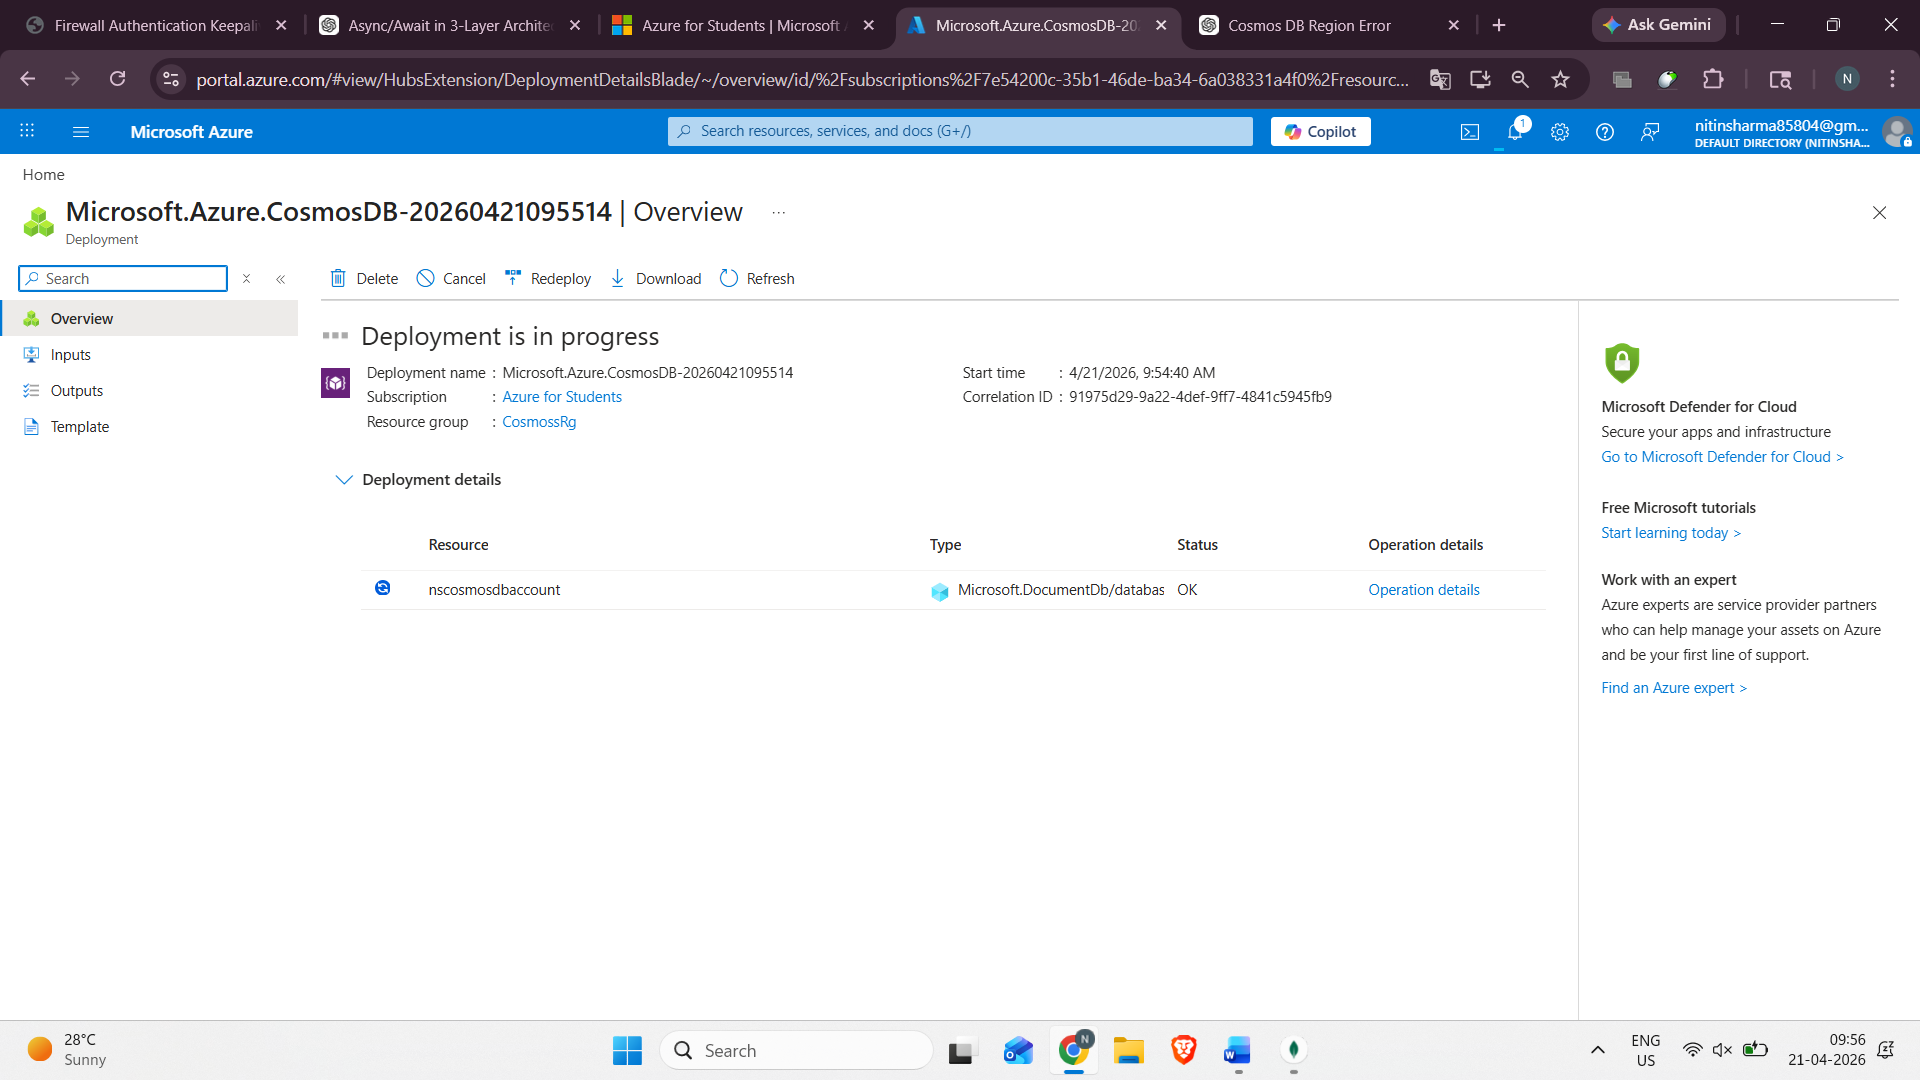 Firewall Authentication Keepali
Async/Await in 3-Layer Archite
Azure for Students | Microsoft
Microsoft.Azure.CosmosDB-20
Cosmos DB Region Error
Ask Gemini
portal.azure.com/#view/HubsExtension/DeploymentDetailsBlade/~/overview/id/%2Fsubscriptions%2F7e54200c-35b1-46de-ba34-6a038331a4f0%2Fresourc...
N
Microsoft Azure
Search resources, services, and docs (G+/)
Copilot
1
nitinsharma85804@gm...
DEFAULT DIRECTORY (NITINSHA...
Home
Microsoft.Azure.CosmosDB-20260421095514 | Overview ...
Deployment
Search
Delete
Cancel
Redeploy
Download
Refresh
Overview
Inputs
Outputs
Template
Deployment is in progress
Deployment name : Microsoft.Azure.CosmosDB-20260421095514
Subscription : Azure for Students
Resource group : CosmossRg
Start time : 4/21/2026, 9:54:40 AM
Correlation ID : 91975d29-9a22-4def-9ff7-4841c5945fb9
Deployment details
Resource Type Status Operation details
nscosmosdbaccount Microsoft.DocumentDb/databas OK Operation details
Microsoft Defender for Cloud
Secure your apps and infrastructure
Go to Microsoft Defender for Cloud >
Free Microsoft tutorials
Start learning today >
Work with an expert
Azure experts are service provider partners
who can help manage your assets on Azure
and be your first line of support.
Find an Azure expert >
28°C
Sunny
Search
N
ENG
US
09:56
21-04-2026